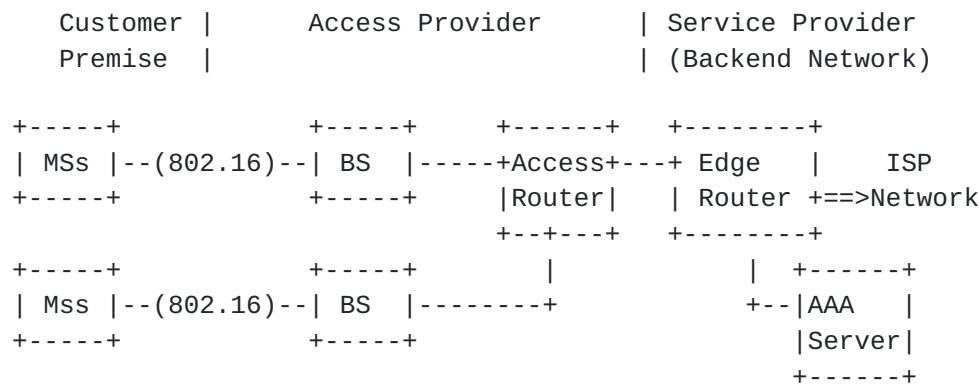 Customer |      Access Provider      | Service Provider
Premise  |                           | (Backend Network)
+-----+            +-----+     +------+   +--------+
| MSs |--(802.16)--| BS  |-----+Access+---+ Edge   |    ISP
+-----+            +-----+     |Router|   | Router +==>Network
+--+---+   +--------+
+-----+            +-----+        |            |  +------+
| Mss |--(802.16)--| BS  |--------+            +--|AAA   |
+-----+            +-----+                        |Server|
+------+